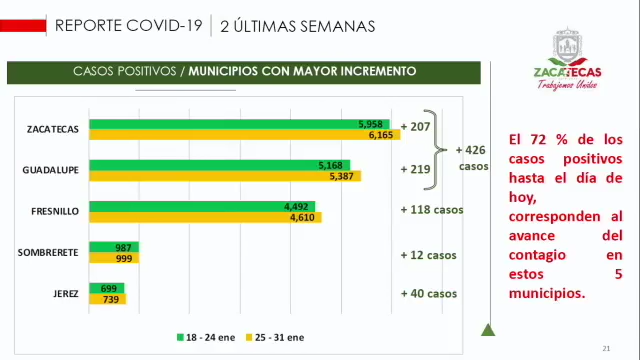 REPORTE COVID-19 | 2 ÚLTIMAS SEMANAS
ZACATECAS
Trabajemos Unidos
CASOS POSITIVOS / MUNICIPIOS CON MAYOR INCREMENTO
ZACATECAS
5,958
6,165
+ 207
GUADALUPE
5,168
5,387
+ 219
+ 426
casos
FRESNILLO
4,492
4,610
+ 118 casos
SOMBRERETE
987
999
+ 12 casos
JEREZ
699
739
+ 40 casos
18 - 24 ene
25 - 31 ene
El 72 % de los
casos positivos
hasta el día de
hoy,
corresponden al
avance del
contagio en
estos 5
municipios.
21